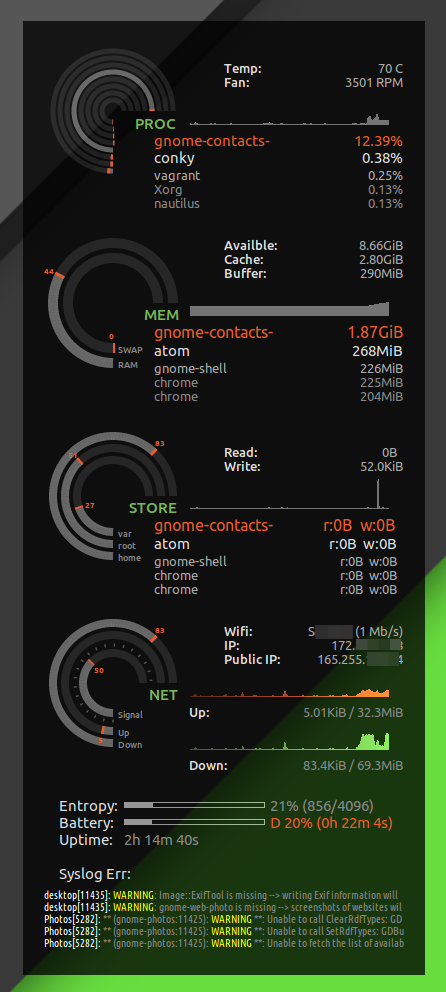 Temp: 70 C
Fan: 3501 RPM
PROC
gnome-contacts- 12.39%
conky 0.38%
vagrant 0.25%
Xorg 0.13%
nautilus 0.13%
Availble: 8.66GiB
Cache: 2.80GiB
Buffer: 290MiB
44
MEM
0
gnome-contacts- 1.87GiB
SWAP
atom 268MiB
RAM
gnome-shell 226MiB
chrome 225MiB
chrome 204MiB
83
Read: 0B
Write: 52.0KiB
27
STORE
gnome-contacts- r:0B w:0B
var
root
home
atom r:0B w:0B
gnome-shell r:0B w:0B
chrome r:0B w:0B
chrome r:0B w:0B
83
Wifi: S (1 Mb/s)
IP: 172.
Public IP: 165.255. 4
50
NET
Signal
Up
Down
Up: 5.01KiB / 32.3MiB
Down: 83.4KiB / 69.3MiB
Entropy: 21% (856/4096)
Battery: D 20% (0h 22m 4s)
Uptime: 2h 14m 40s
Syslog Err:
desktop[11435]: WARNING: Image::ExifTool is missing --> writing Exif information will
desktop[11435]: WARNING: gnome-web-photo is missing --> screenshots of websites wil
Photos[5282]: ** (gnome-photos:11425): WARNING **: Unable to call ClearRdfTypes: GD
Photos[5282]: ** (gnome-photos:11425): WARNING **: Unable to call SetRdfTypes: GDBu
Photos[5282]: ** (gnome-photos:11425): WARNING **: Unable to fetch the list of availab